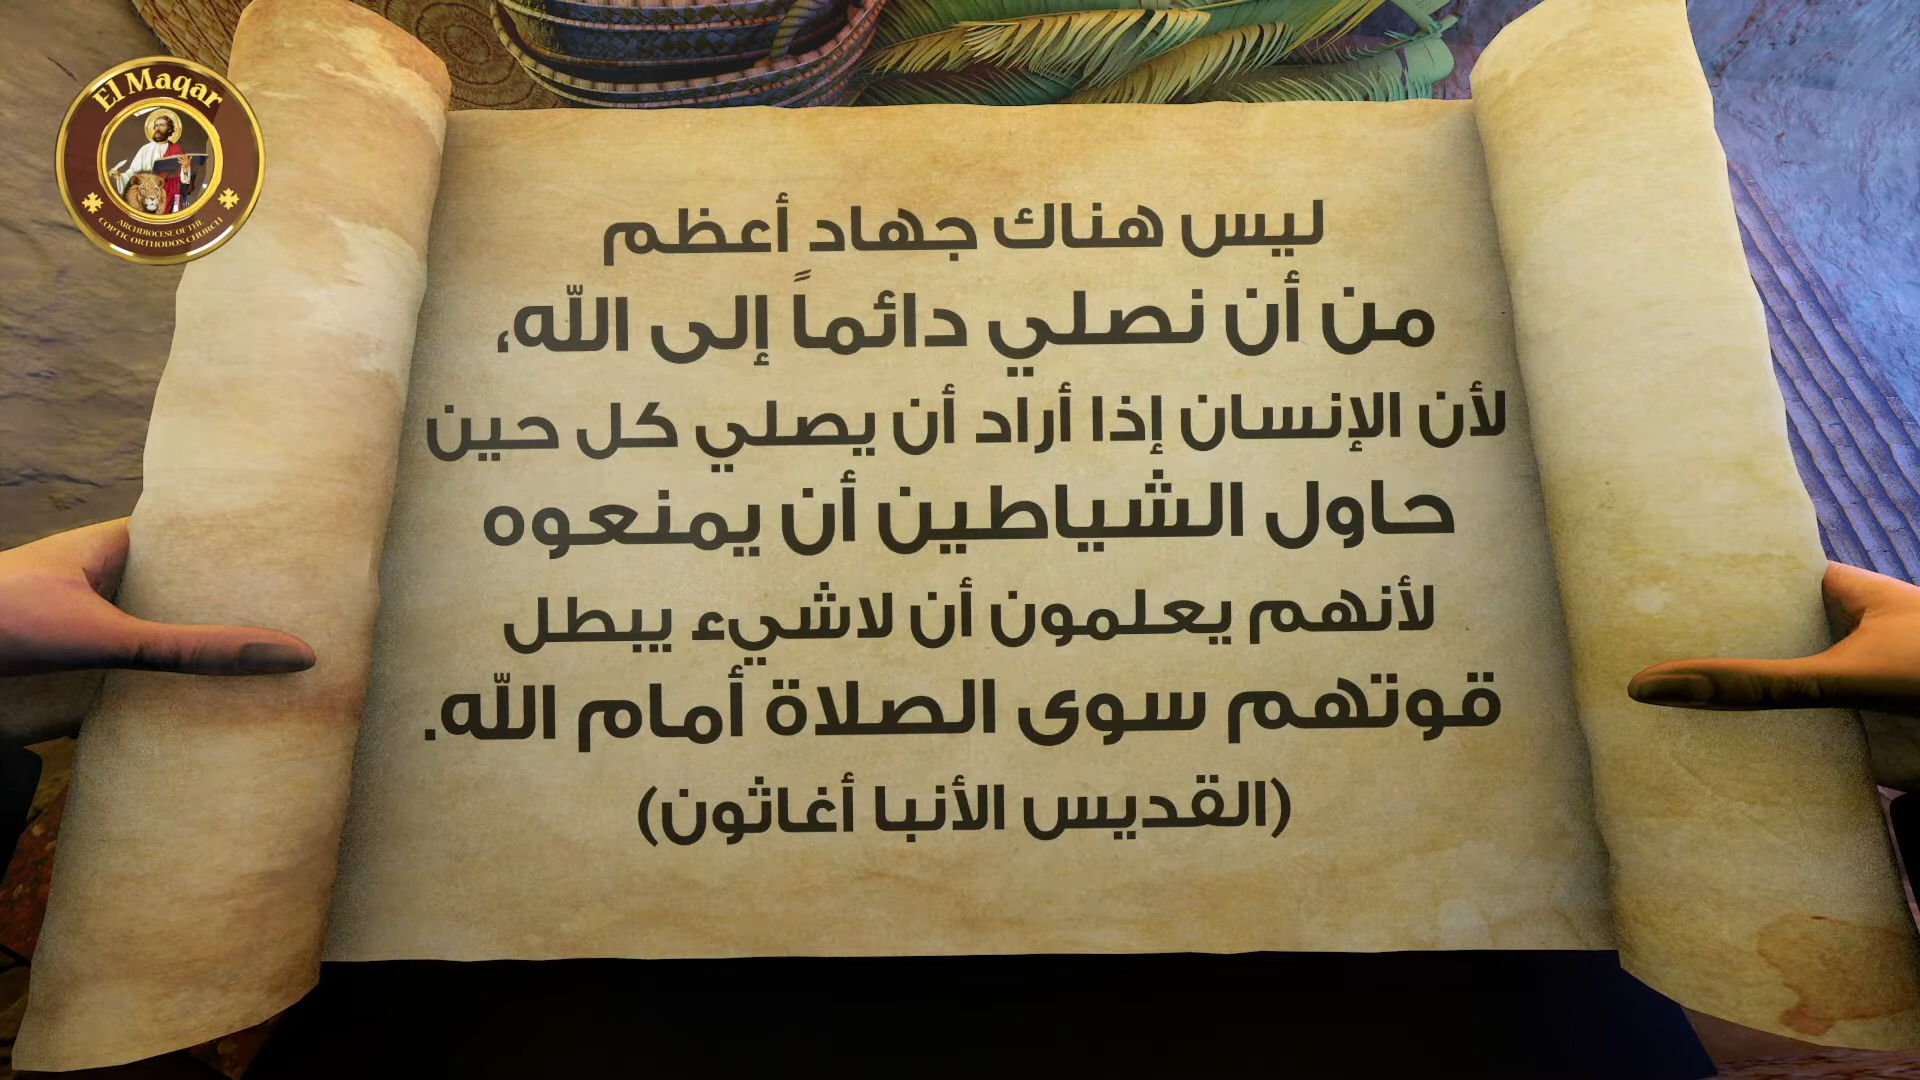 El Maqar
ARCHDIOCESE OF THE
COPTIC ORTHODOX CHURCH
ليس هناك جهاد أعظم
من أن نصلي دائماً إلى الله،
لأن الإنسان إذا أراد أن يصلي كل حين
حاول الشياطين أن يمنعوه
لأنهم يعلمون أن لاشيء يبطل
قوتهم سوى الصلاة أمام الله.
(القديس الأنبا أغاثون)